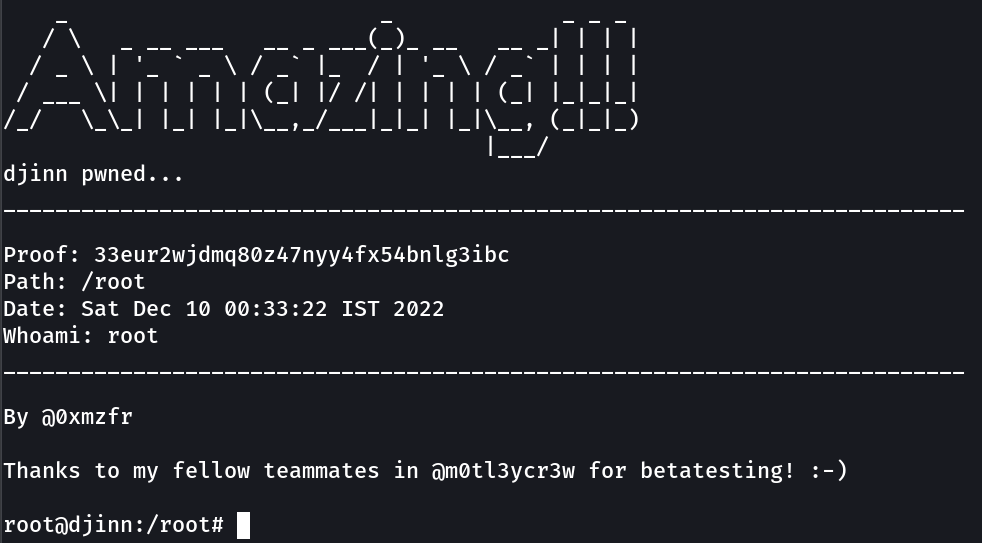 Amazing!!!
djinn pwned...
Proof: 33eur2wjdmq80z47nyy4fx54bnlg3ibc
Path: /root
Date: Sat Dec 10 00:33:22 IST 2022
Whoami: root
By @0xmzfr
Thanks to my fellow teammates in @m0tl3ycr3w for betatesting! :-)
root@djinn:/root#